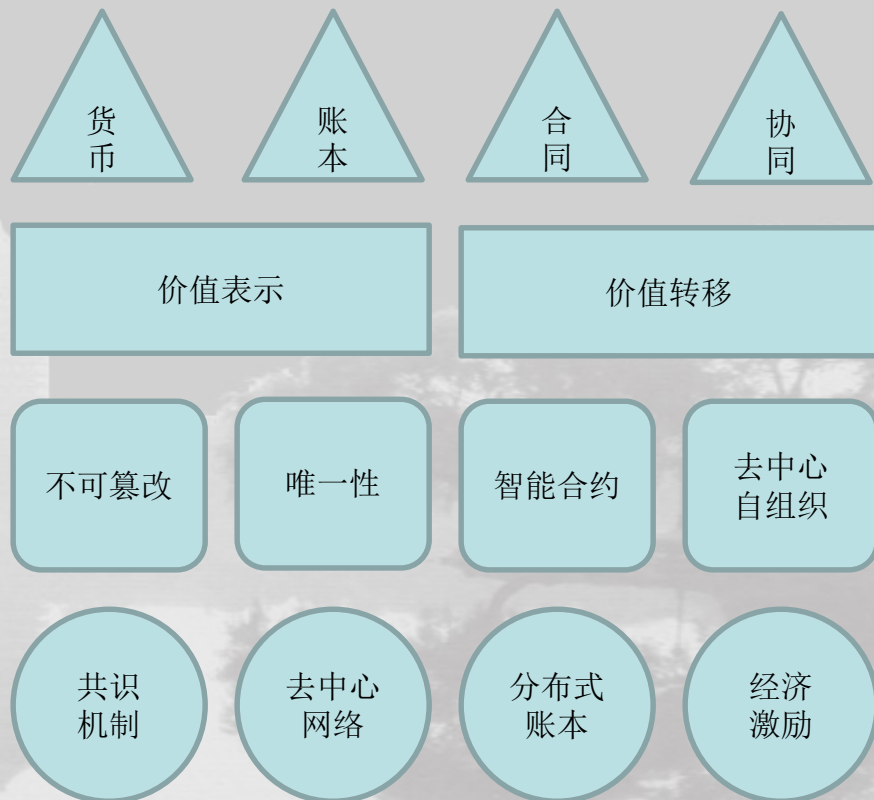 货
币
账
本
合
同
协
同
价值表示
价值转移
不可篡改
唯一性
智能合约
去中心
自组织
共识
机制
去中心
网络
分布式
账本
经济
激励